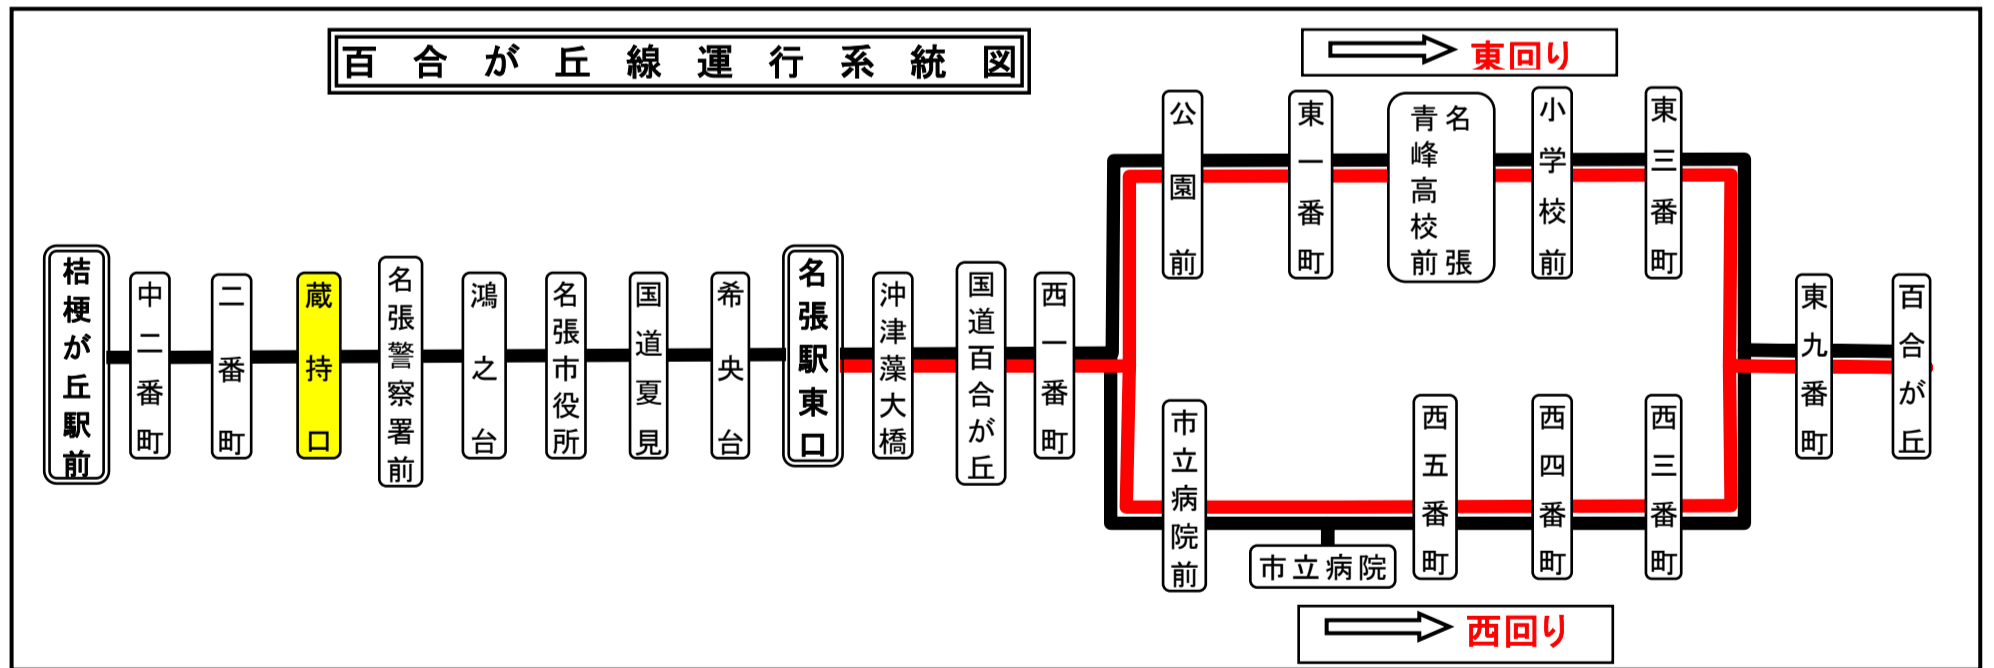 百合が丘線運行系統図
東回り
公園前
東一番町
名張
青峰高校前
小学校前
東三番町
桔梗が丘駅前
中二番町
二番町
蔵持口
名張警察署前
鴻之台
名張市役所
国道夏見
希央台
名張駅東口
沖津藻大橋
国道百合が丘
西一番町
東九番町
百合が丘
市立病院前
市立病院
西五番町
西四番町
西三番町
西回り